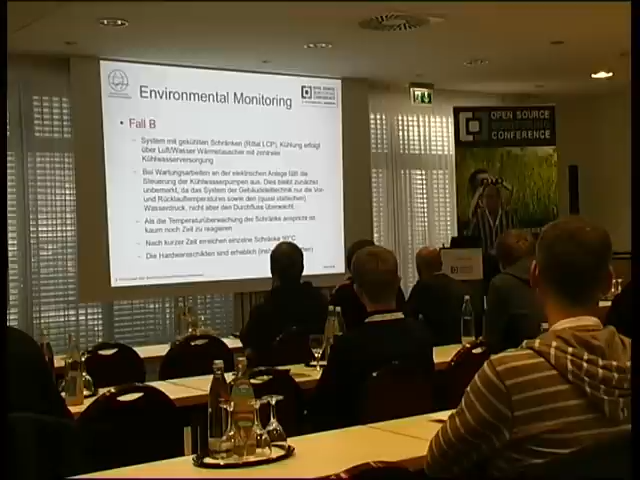 Environmental Monitoring
• Fall B
– System mit gekühlten Schränken (Rittal LCP), Kühlung erfolgt
über Luft/Wasser Wärmetauscher mit zentraler
Kühlwasserversorgung
– Bei Wartungsarbeiten an der elektrischen Anlage fällt die
Steuerung der Kühlwasserpumpen aus. Dies bleibt zunächst
unbemerkt, da das System der Gebäudeleittechnik nur die Vor-
und Rücklauftemperaturen sowie den (quasi statischen)
Wasserdruck, nicht aber den Durchfluss überwacht.
– Als die Temperaturüberwachung der Schränke anspricht ist
kaum noch Zeit zu reagieren
– Nach kurzer Zeit erreichen einzelne Schränke °C
– Die Hardwareschäden sind erheblich
OPEN SOURCE
CONFERENCE